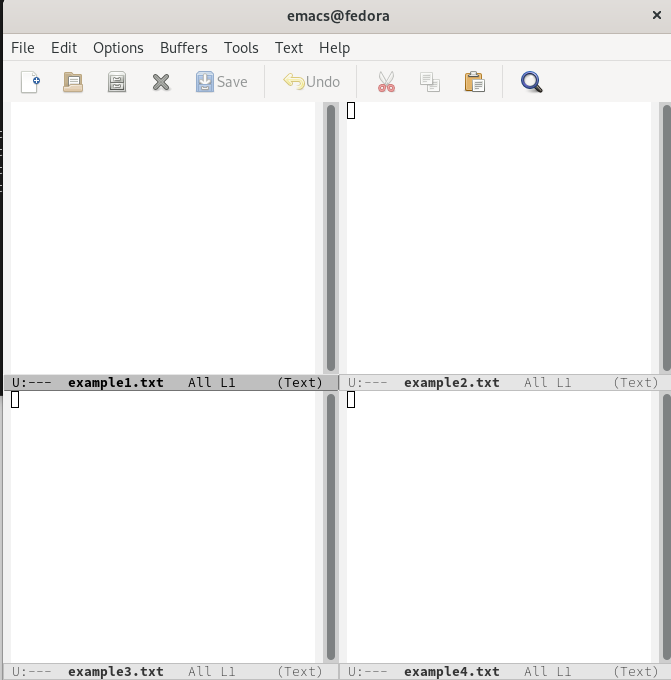 emacs@fedora
File Edit Options Buffers Tools Text Help
Save Undo
U:--- example1.txt All L1 (Text)
U:--- example2.txt All L1 (Text)
U:--- example3.txt All L1 (Text)
U:--- example4.txt All L1 (Text)